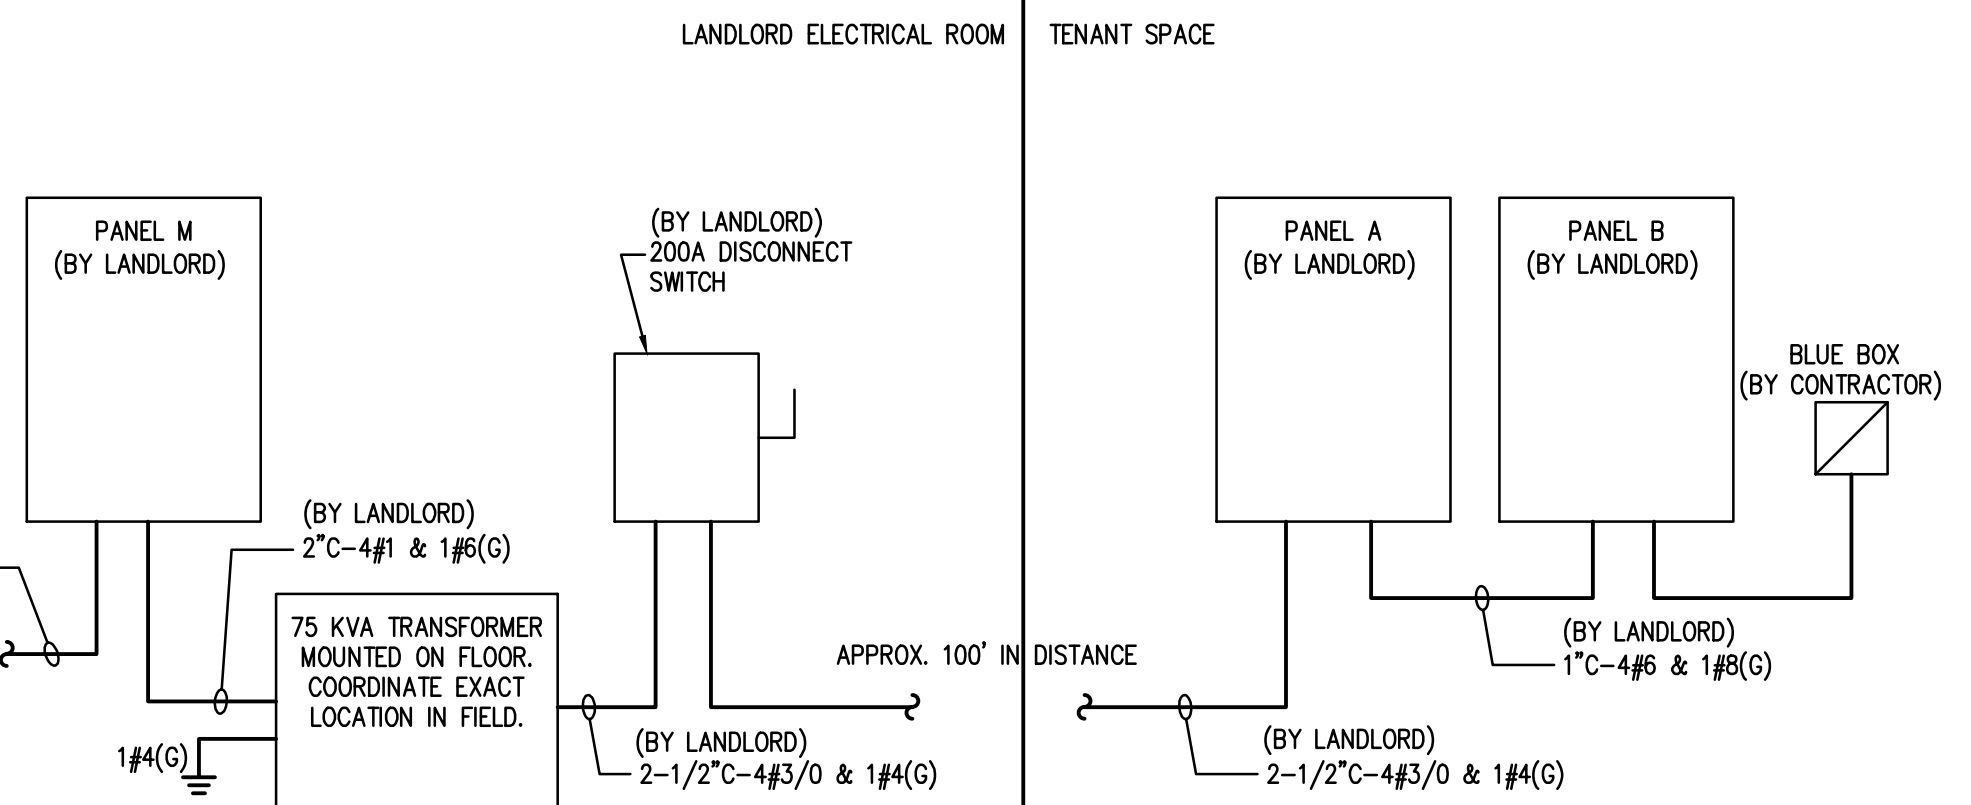 LANDLORD ELECTRICAL ROOM
TENANT SPACE
PANEL M
(BY LANDLORD)
(BY LANDLORD)
200A DISCONNECT
SWITCH
PANEL A
(BY LANDLORD)
PANEL B
(BY LANDLORD)
BLUE BOX
(BY CONTRACTOR)
(BY LANDLORD)
2"C-4#1 & 1#6(G)
75 KVA TRANSFORMER
MOUNTED ON FLOOR.
COORDINATE EXACT
LOCATION IN FIELD.
1#4(G)
APPROX. 100' IN DISTANCE
(BY LANDLORD)
2-1/2"C-4#3/0 & 1#4(G)
(BY LANDLORD)
1"C-4#6 & 1#8(G)
(BY LANDLORD)
2-1/2"C-4#3/0 & 1#4(G)